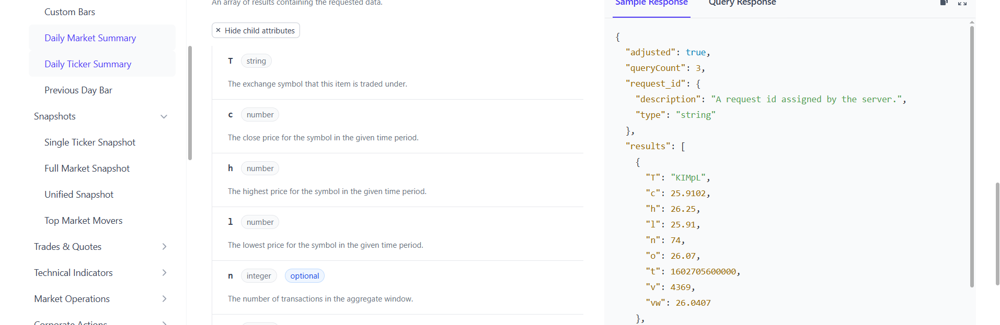 Custom Bars
Daily Market Summary
Daily Ticker Summary
Previous Day Bar
Snapshots
Single Ticker Snapshot
Full Market Snapshot
Unified Snapshot
Top Market Movers
Trades & Quotes
Technical Indicators
Market Operations
Corporate Actions
An array of results containing the requested data.
× Hide child attributes
T string
The exchange symbol that this item is traded under.
c number
The close price for the symbol in the given time period.
h number
The highest price for the symbol in the given time period.
l number
The lowest price for the symbol in the given time period.
n integer optional
The number of transactions in the aggregate window.
Sample Response Query Response
{
"adjusted": true,
"queryCount": 3,
"request_id": {
"description": "A request id assigned by the server.",
"type": "string"
},
"results": [
{
"T": "KIMpL",
"c": 25.9102,
"h": 26.25,
"l": 25.91,
"n": 74,
"o": 26.07,
"t": 1602705600000,
"v": 4369,
"vw": 26.0407
},